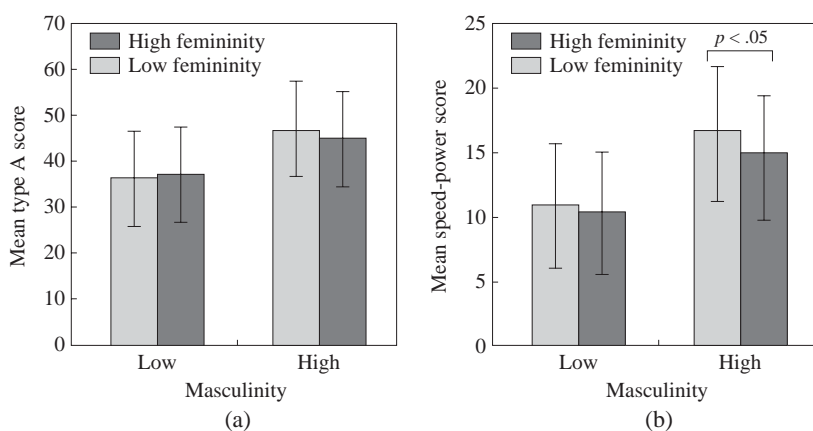 70
60
50
40
30
20
10
0
Mean type A score
High femininity
Low femininity
Low
High
Masculinity
(a)
25
20
15
10
5
0
Mean speed-power score
High femininity
Low femininity
p < .05
Low
High
Masculinity
(b)